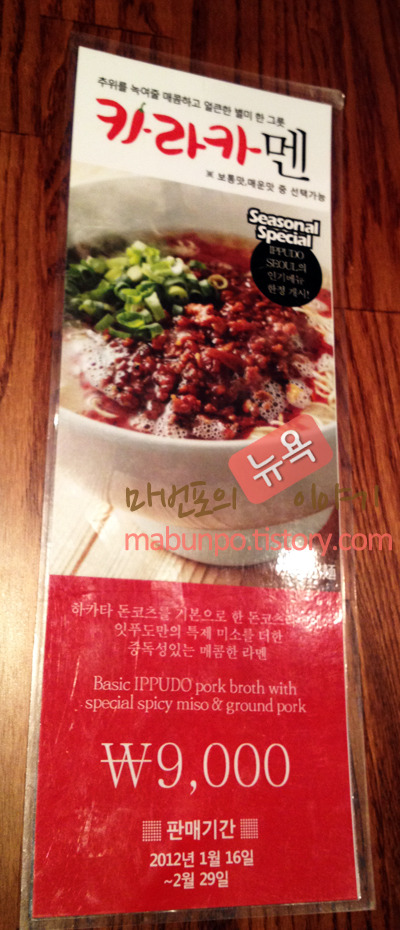 추위를 녹여줄 매콤하고 얼큰한 별미 한 그릇
카라카멘
※ 보통맛,매운맛 중 선택가능
Seasonal
Special
IPPUDO
SEOUL의
인기메뉴
한정 게시!
뉴욕
마번포의 이야기
mabunpo.tistory.com
麺
하카타 돈코츠를 기본으로 한 돈코츠
잇푸도만의 특제 미소를 더한
중독성있는 매콤한 라멘
Basic IPPUDO pork broth with
special spicy miso & ground pork
₩9,000
판매기간
2012년 1월 16일
~2월 29일